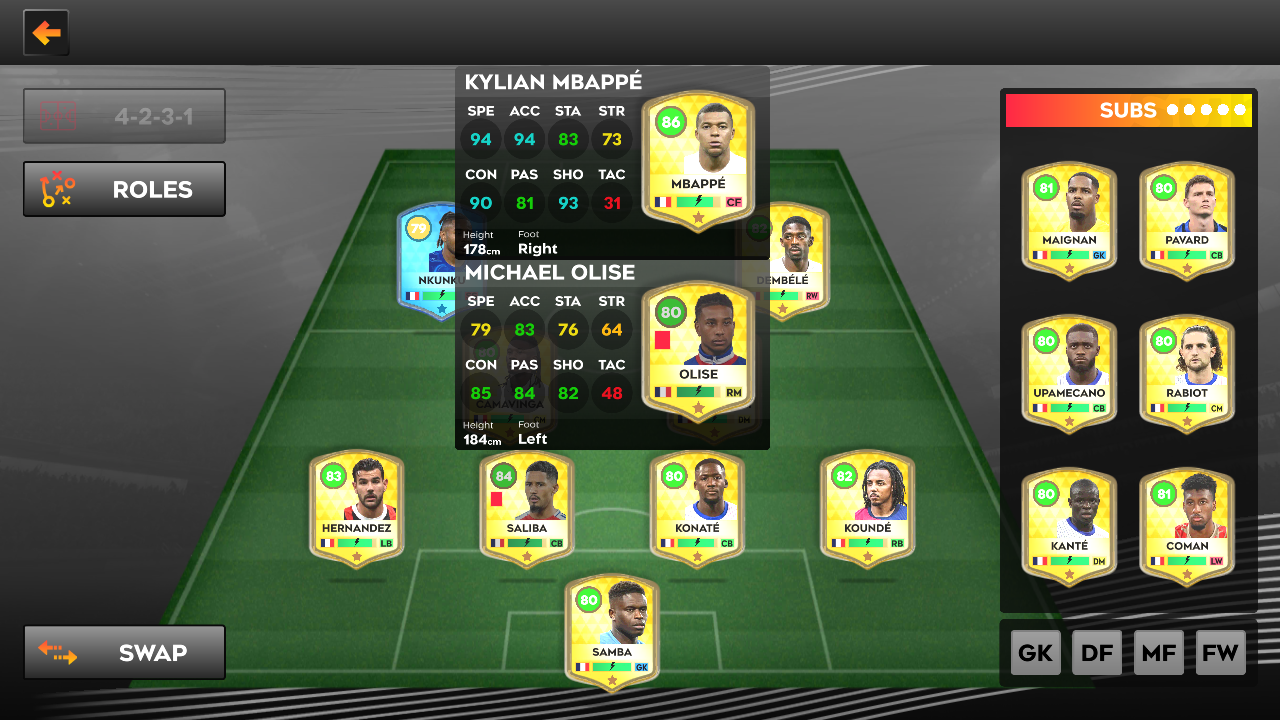 4-2-3-1
ROLES
KYLIAN MBAPPÉ
SPE ACC STA STR
94 94 83 73
CON PAS SHO TAC
90 81 93 31
Height Foot
178cm Right
86
MBAPPÉ
CF
MICHAEL OLISE
SPE ACC STA STR
79 83 76 64
CON PAS SHO TAC
85 84 82 48
Height Foot
184cm Left
80
OLISE
RM
79
NKUNKU
82
DEMBÉLÉ
RW
80
CAMAVINGA
CM
DM
83
HERNANDEZ
LB
84
SALIBA
CB
80
KONATÉ
CB
82
KOUNDÉ
RB
80
SAMBA
GK
SUBS
81
MAIGNAN
GK
80
PAVARD
CB
80
UPAMECANO
CB
80
RABIOT
CM
80
KANTÉ
DM
81
COMAN
LW
SWAP
GK DF MF FW